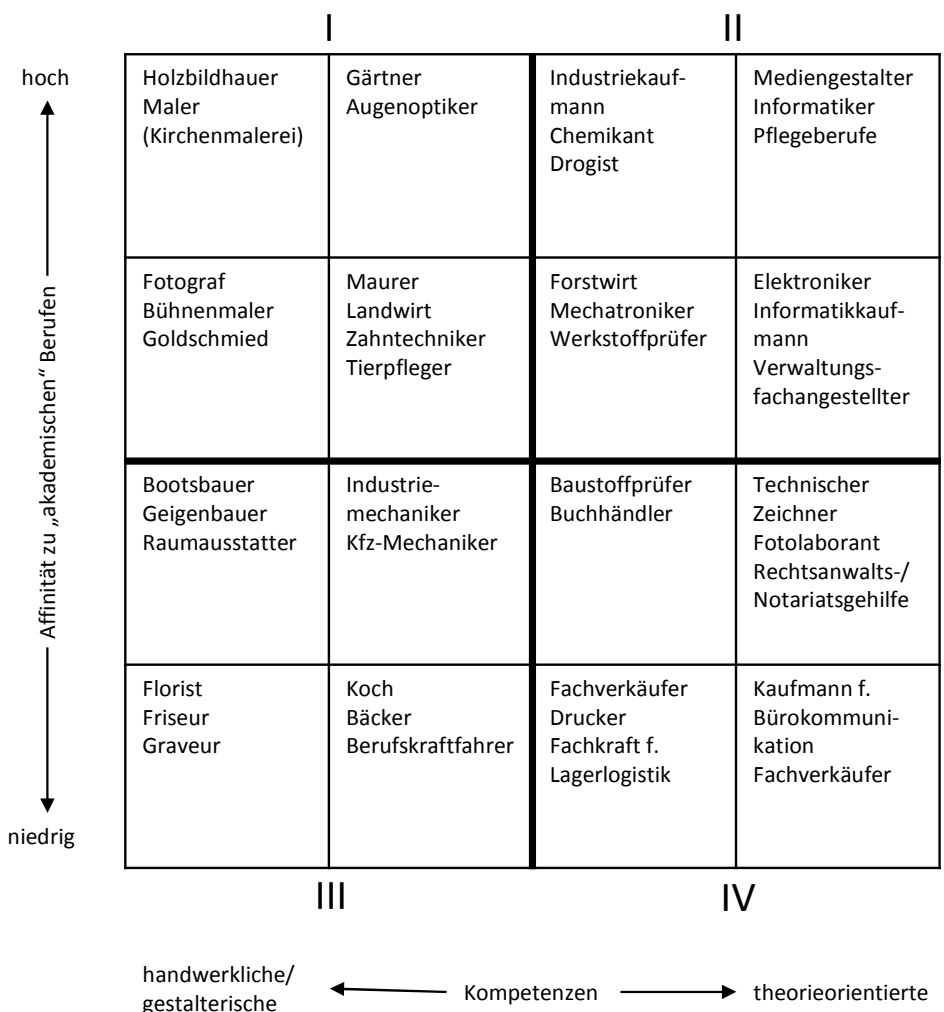 I
II
hoch
Holzbildhauer
Maler
(Kirchenmalerei)
Gärtner
Augenoptiker
Industriekauf-
mann
Chemikant
Drogist
Mediengestalter
Informatiker
Pflegeberufe
Affinität zu „akademischen“ Berufen
Fotograf
Bühnenmaler
Goldschmied
Maurer
Landwirt
Zahntechniker
Tierpfleger
Forstwirt
Mechatroniker
Werkstoffprüfer
Elektroniker
Informatikkauf-
mann
Verwaltungs-
fachangestellter
Bootsbauer
Geigenbauer
Raumausstatter
Industrie-
mechaniker
Kfz-Mechaniker
Baustoffprüfer
Buchhändler
Technischer
Zeichner
Fotolaborant
Rechtsanwalts-/
Notariatsgehilfe
Florist
Friseur
Graveur
Koch
Bäcker
Berufskraftfahrer
Fachverkäufer
Drucker
Fachkraft f.
Lagerlogistik
Kaufmann f.
Bürokommuni-
kation
Fachverkäufer
niedrig
III
IV
handwerkliche/
gestalterische
Kompetenzen
theorieorientierte